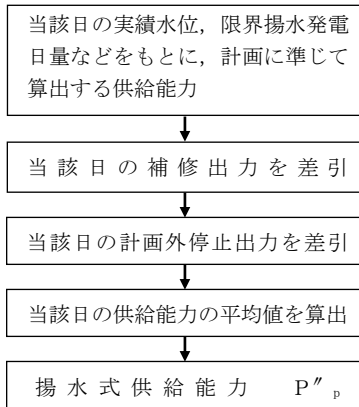 当該日の実績水位，限界揚水発電
日量などをもとに，計画に準じて
算出する供給能力
当該日の補修出力を差引
当該日の計画外停止出力を差引
当該日の供給能力の平均値を算出
揚水式供給能力　P″p